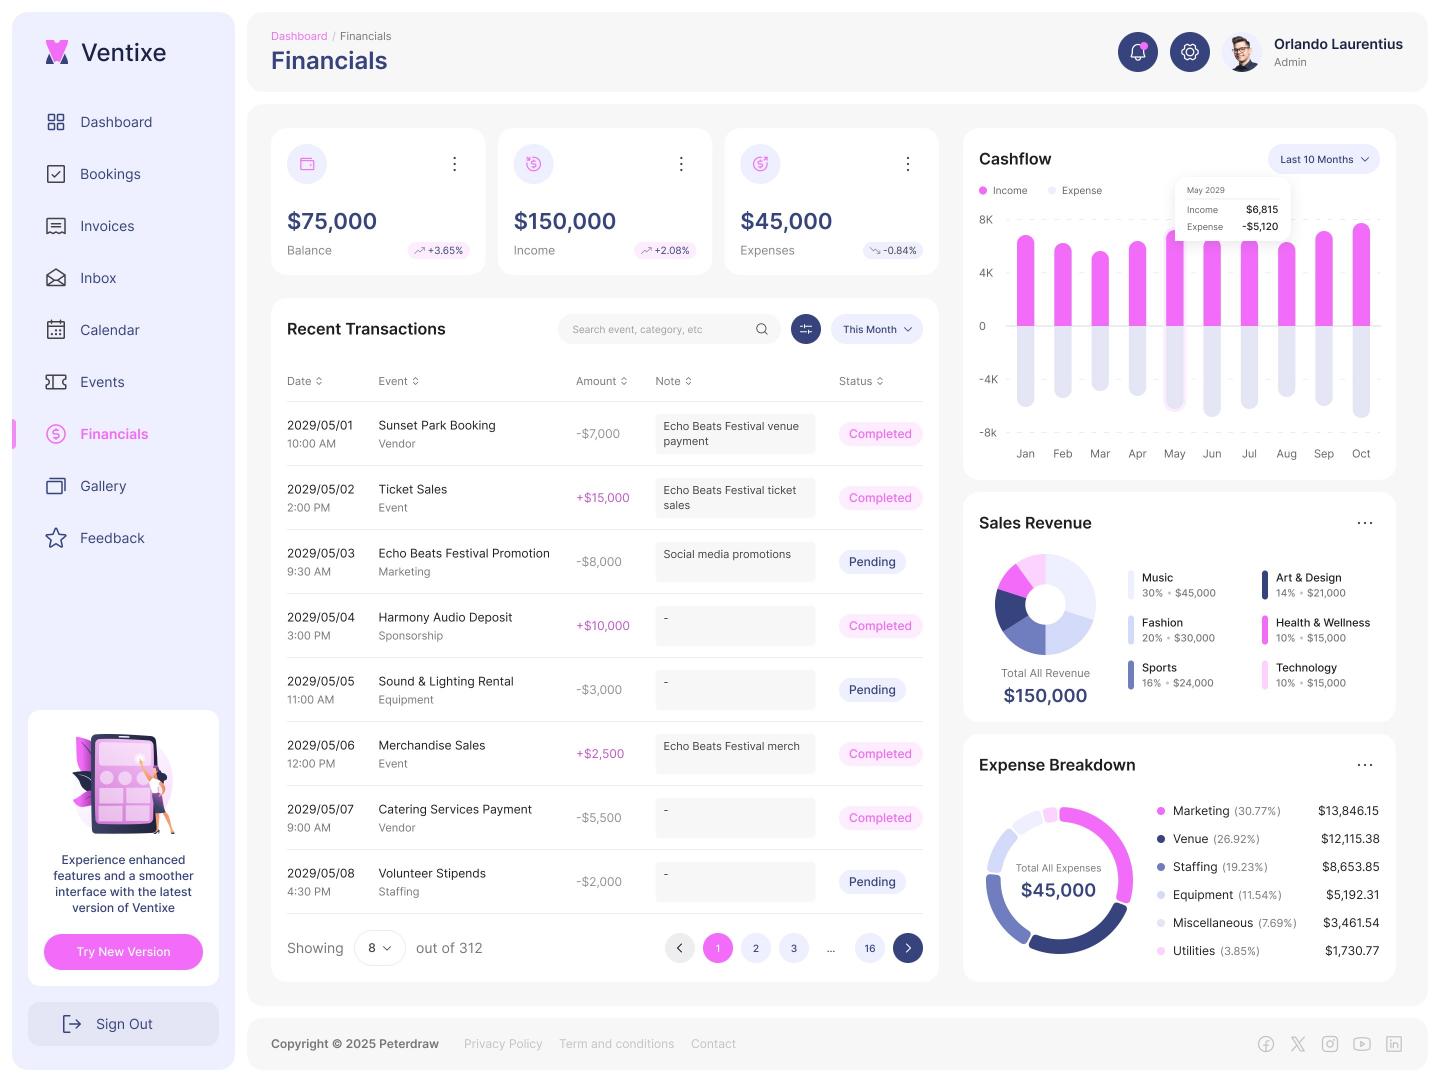 Ventixe
Dashboard
Bookings
Invoices
Inbox
Calendar
Events
Financials
Gallery
Feedback
Experience enhanced
features and a smoother
interface with the latest
version of Ventixe
Try New Version
Sign Out
Dashboard / Financials
Financials
Orlando Laurentius
Admin
$75,000
Balance
+3.65%
$150,000
Income
+2.08%
$45,000
Expenses
-0.84%
Recent Transactions
Search event, category, etc
This Month
Date Event Amount Note Status
2029/05/01 Sunset Park Booking -$7,000 Echo Beats Festival venue Completed
10:00 AM Vendor payment
2029/05/02 Ticket Sales +$15,000 Echo Beats Festival ticket Completed
2:00 PM Event sales
2029/05/03 Echo Beats Festival Promotion -$8,000 Social media promotions Pending
9:30 AM Marketing
2029/05/04 Harmony Audio Deposit +$10,000 - Completed
3:00 PM Sponsorship
2029/05/05 Sound & Lighting Rental -$3,000 - Pending
11:00 AM Equipment
2029/05/06 Merchandise Sales +$2,500 Echo Beats Festival merch Completed
12:00 PM Event
2029/05/07 Catering Services Payment -$5,500 - Completed
9:00 AM Vendor
2029/05/08 Volunteer Stipends -$2,000 - Pending
4:30 PM Staffing
Showing 8 out of 312
1 2 3 ... 16
Cashflow
Last 10 Months
Income Expense
May 2029
Income $6,815
Expense -$5,120
8K
4K
0
-4K
-8k
Jan Feb Mar Apr May Jun Jul Aug Sep Oct
Sales Revenue
Total All Revenue
$150,000
Music
30% • $45,000
Art & Design
14% • $21,000
Fashion
20% • $30,000
Health & Wellness
10% • $15,000
Sports
16% • $24,000
Technology
10% • $15,000
Expense Breakdown
Total All Expenses
$45,000
Marketing (30.77%) $13,846.15
Venue (26.92%) $12,115.38
Staffing (19.23%) $8,653.85
Equipment (11.54%) $5,192.31
Miscellaneous (7.69%) $3,461.54
Utilities (3.85%) $1,730.77
Copyright © 2025 Peterdraw Privacy Policy Term and conditions Contact